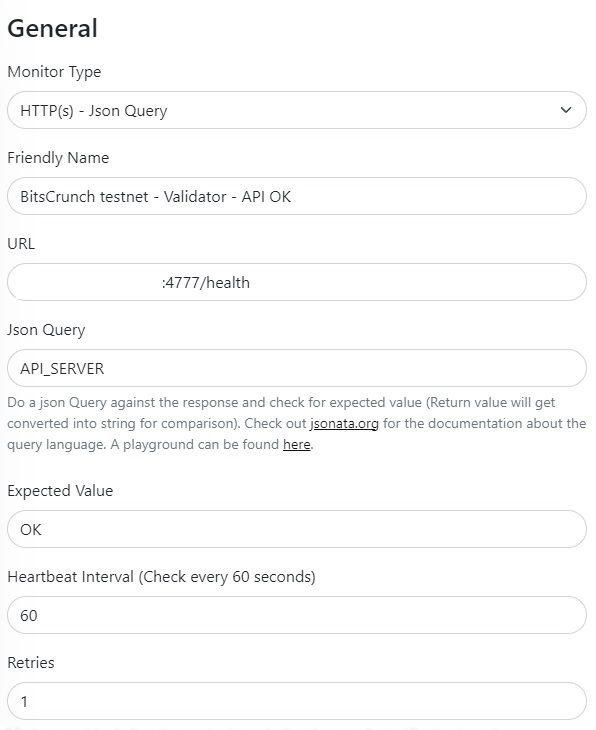 General
Monitor Type
HTTP(s) - Json Query
Friendly Name
BitsCrunch testnet - Validator - API OK
URL
:4777/health
Json Query
API_SERVER
Do a json Query against the response and check for expected value (Return value will get
converted into string for comparison). Check out jsonata.org for the documentation about the
query language. A playground can be found here.
Expected Value
OK
Heartbeat Interval (Check every 60 seconds)
60
Retries
1